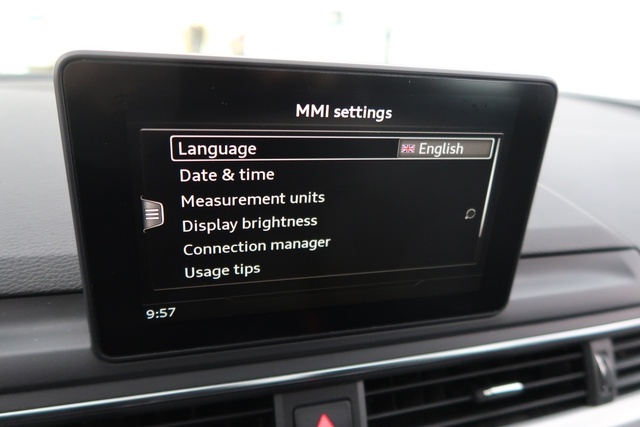 MMI settings
Language English
Date & time
Measurement units
Display brightness
Connection manager
Usage tips
9:57